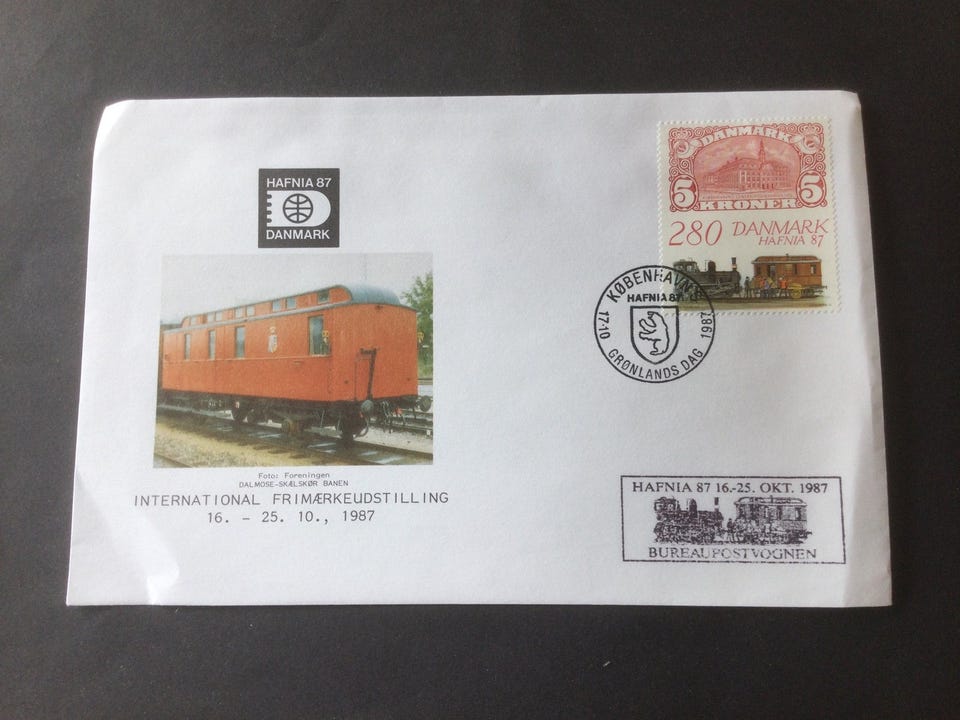 HAFNIA 87
DANMARK
Foto: Foreningen
DALMOSE-SKÆLSKØR BANEN
INTERNATIONAL FRIMÆRKEUDSTILLING
16. - 25. 10., 1987
DANMARK
5 5
KRONER
280 DANMARK
HAFNIA 87
KØBENHAVN
HAFNIA 87
17.10 1987
GRØNLANDS DAG
HAFNIA 87 16.-25. OKT. 1987
BUREAUPOSTVOGNEN